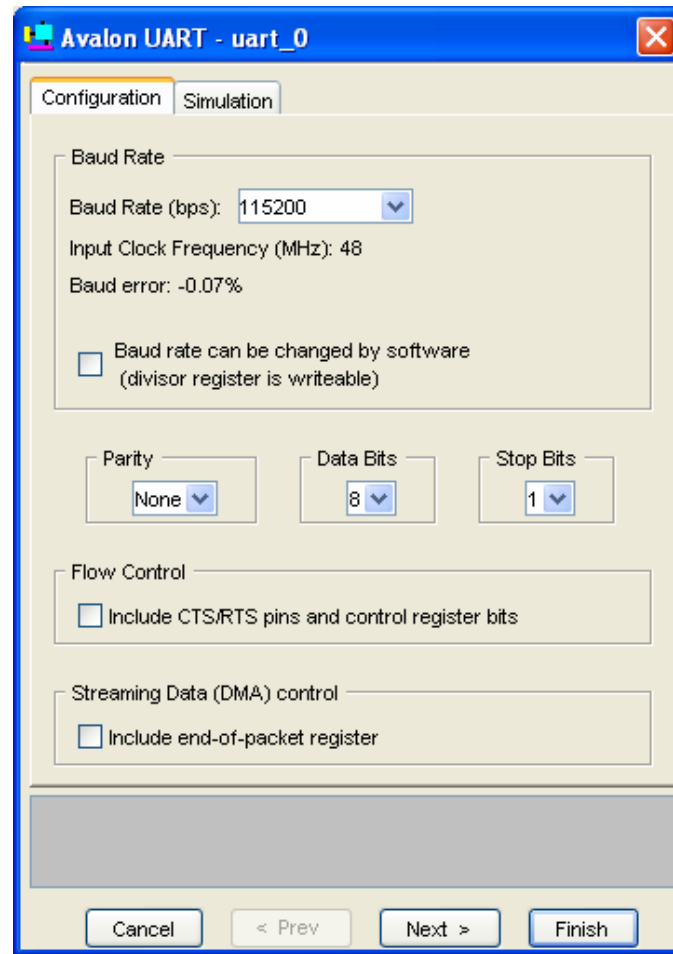 Avalon UART - uart_0
Configuration Simulation
Baud Rate
Baud Rate (bps): 115200
Input Clock Frequency (MHz): 48
Baud error: -0.07%
Baud rate can be changed by software
(divisor register is writeable)
Parity Data Bits Stop Bits
None 8 1
Flow Control
Include CTS/RTS pins and control register bits
Streaming Data (DMA) control
Include end-of-packet register
Cancel < Prev Next > Finish